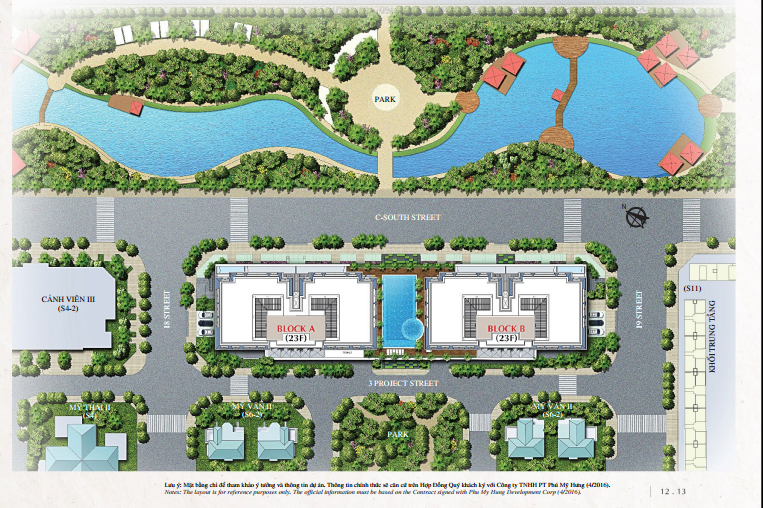 PARK
N
C-SOUTH STREET
CẢNH VIÊN III
(S4-2)
18 STREET
BLOCK A
(23F)
BLOCK B
(23F)
19 STREET
(S11)
KHỐI TRUNG TẦNG
3 PROJECT STREET
MỸ THÁI II
(S4)
MỸ VĂN II
(S6-2)
PARK
MỸ VĂN II
(S6-2)
Lưu ý: Mặt bằng chỉ để tham khảo ý tưởng và thông tin dự án. Thông tin chính thức sẽ căn cứ trên Hợp Đồng Quý khách ký với Công ty TNHH PT Phú Mỹ Hưng (4/2016).
Notes: The layout is for reference purposes only. The official information must be based on the Contract signed with Phu My Hung Development Corp (4/2016).
12 . 13